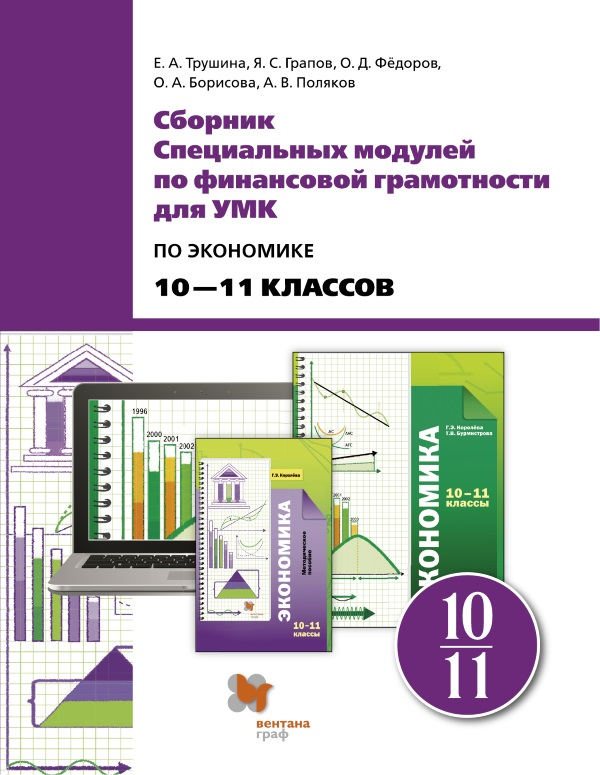 Е. А. Трушина, Я. С. Грапов, О. Д. Фёдоров,
О. А. Борисова, А. В. Поляков
Сборник
Специальных модулей
по финансовой грамотности
для УМК
ПО ЭКОНОМИКЕ
10—11 КЛАССОВ
1996
2000
2001
2002
Г.Э. Королёва
Т.В. Бурмистрова
ЭКОНОМИКА
10–11
классы
Г.Э. Королёва
ЭКОНОМИКА
Методическое
пособие
10–11
классы
10
11
вентана
граф